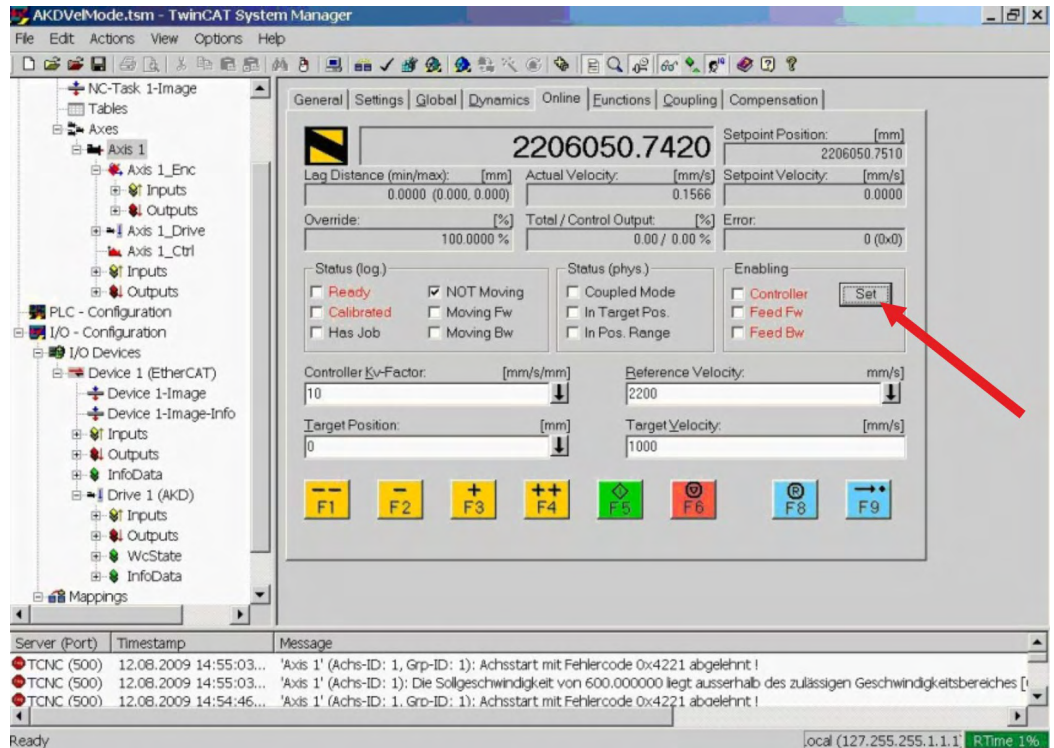 AKDVelMode.tsm - TwinCAT System Manager
File Edit Actions View Options Help
NC-Task 1-Image
Tables
Axes
Axis 1
Axis 1_Enc
Inputs
Outputs
Axis 1_Drive
Axis 1_Ctrl
Inputs
Outputs
PLC - Configuration
I/O - Configuration
I/O Devices
Device 1 (EtherCAT)
Device 1-Image
Device 1-Image-Info
Inputs
Outputs
InfoData
Drive 1 (AKD)
Inputs
Outputs
WcState
InfoData
Mappings
General Settings Global Dynamics Online Functions Coupling Compensation
2206050.7420
Setpoint Position: [mm]
2206050.7510
Lag Distance (min/max): [mm] Actual Velocity: [mm/s] Setpoint Velocity: [mm/s]
0.0000 (0.000, 0.000) 0.1566 0.0000
Override: [%] Total / Control Output: [%] Error:
100.0000 % 0.00 / 0.00 % 0 (0x0)
Status (log.) Status (phys.) Enabling
Ready NOT Moving Coupled Mode Controller Set
Calibrated Moving Fw In Target Pos. Feed Fw
Has Job Moving Bw In Pos. Range Feed Bw
Controller Kv-Factor: [mm/s/mm] Reference Velocity: mm/s]
10 2200
Target Position: [mm] Target Velocity: [mm/s]
0 1000
-- - + ++ R
F1 F2 F3 F4 F5 F6 F8 F9
Server (Port) Timestamp Message
TCNC (500) 12.08.2009 14:55:03... 'Axis 1' (Achs-ID: 1, Grp-ID: 1): Achsstart mit Fehlercode 0x4221 abgelehnt !
TCNC (500) 12.08.2009 14:55:03... 'Axis 1' (Achs-ID: 1): Die Sollgeschwindigkeit von 600.000000 liegt ausserhalb des zulässigen Geschwindigkeitsbereiches [
TCNC (500) 12.08.2009 14:54:46... 'Axis 1' (Achs-ID: 1, Grp-ID: 1): Achsstart mit Fehlercode 0x4221 abgelehnt !
Ready ocal (127.255.255.1.1.1 RTime 1%